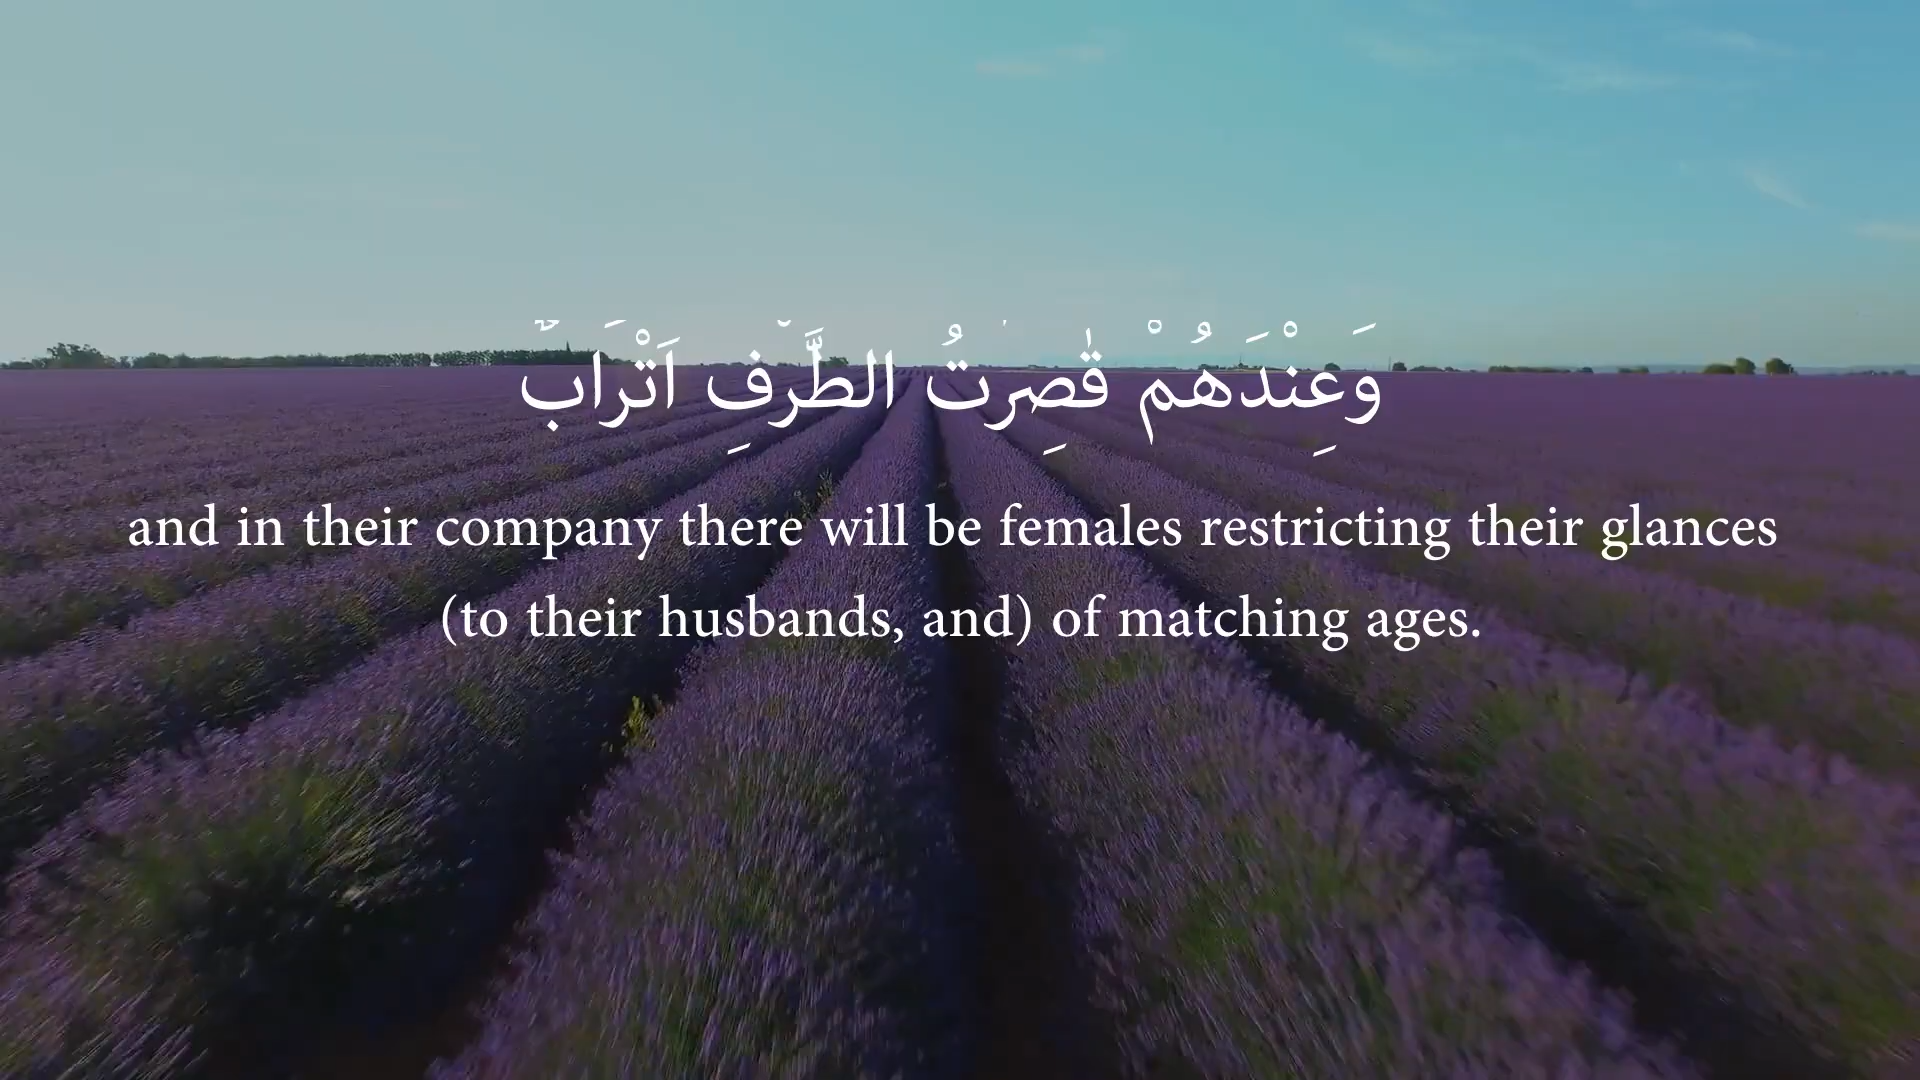 وَعِنْدَهُمْ قٰصِرٰتُ الطَّرْفِ اَتْرَابٌ
and in their company there will be females restricting their glances
(to their husbands, and) of matching ages.